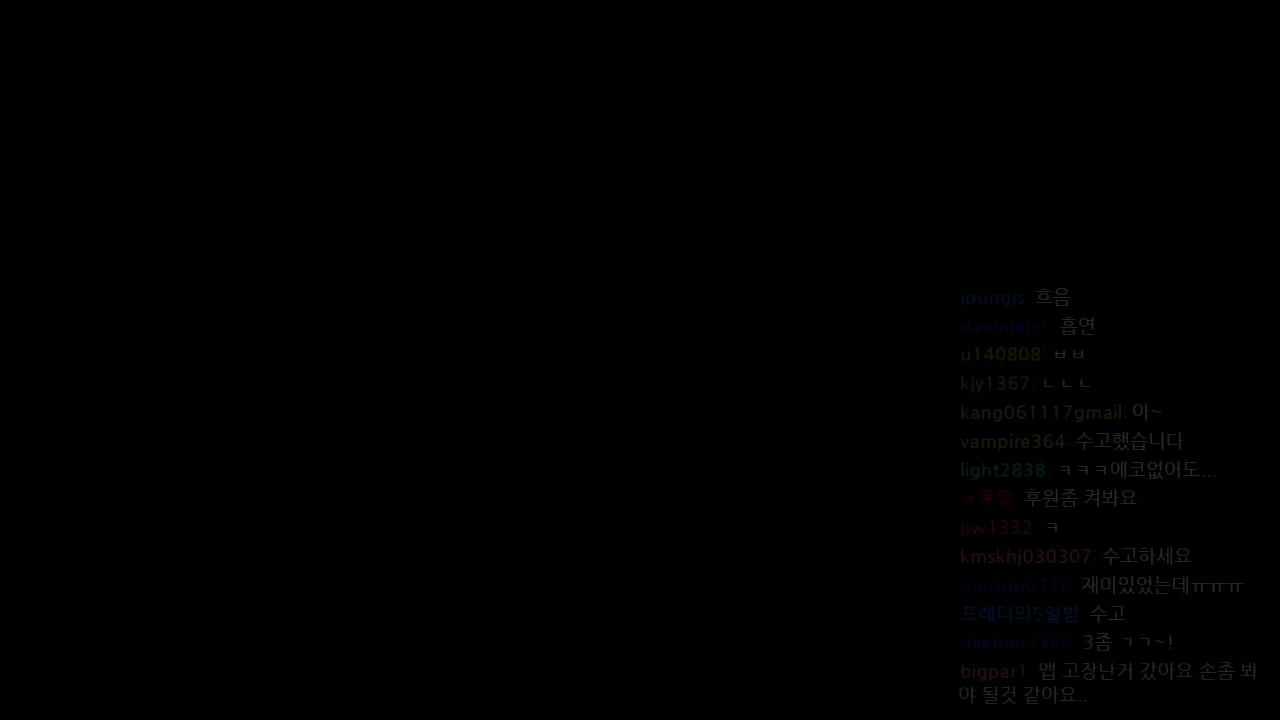 joungjs: 흐음
흡연
u140808: ㅂㅂ
kjy1367: ㄴㄴㄴ
kang061117gmail: 아~
vampire364: 수고했습니다
light2838: ㅋㅋㅋ에코없어도...
후원좀 켜봐요
jjw1332: ㅋ
kmskhj030307: 수고하세요
minsoo0316: 재미있었는데ㅠㅠㅠ
프레디의5일밤: 수고
daehan2369: 3좀 ㄱㄱ~!
bigpar1: 앱 고장난거 갔아요 손좀 봐
야 될것 같아요..